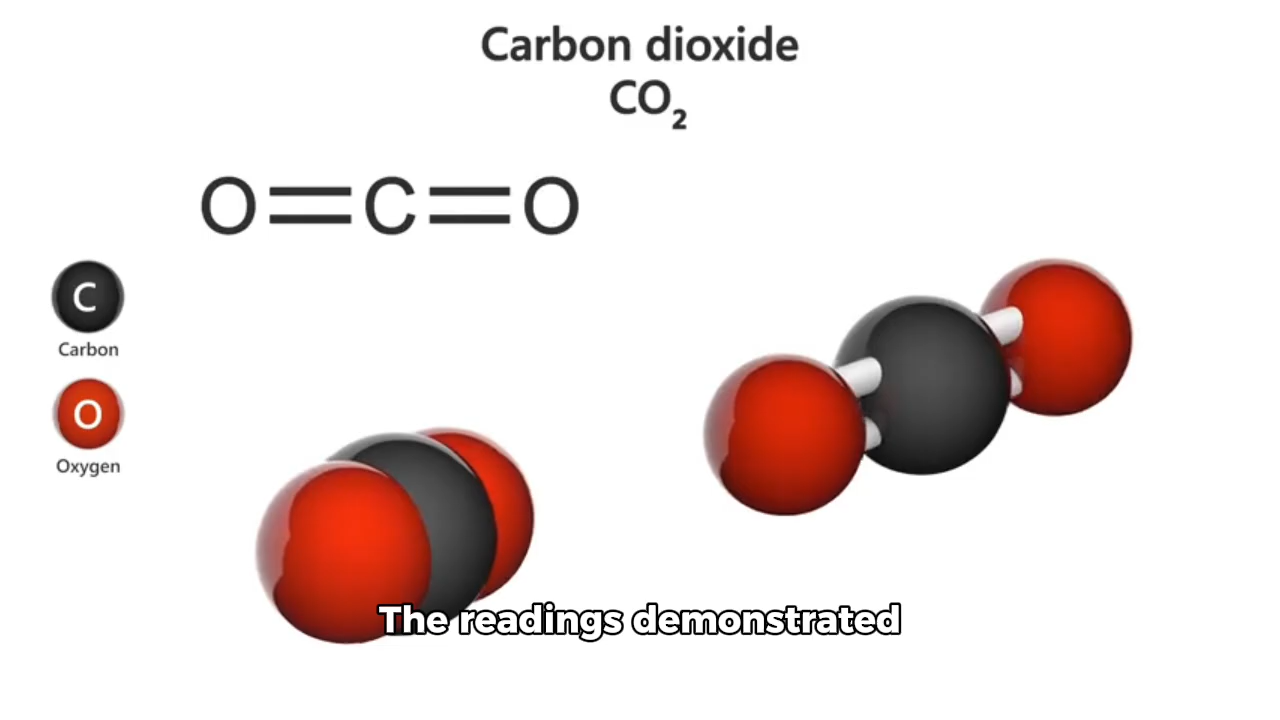 Carbon dioxide
CO₂
O=C=O
C
Carbon
O
Oxygen
The readings demonstrated